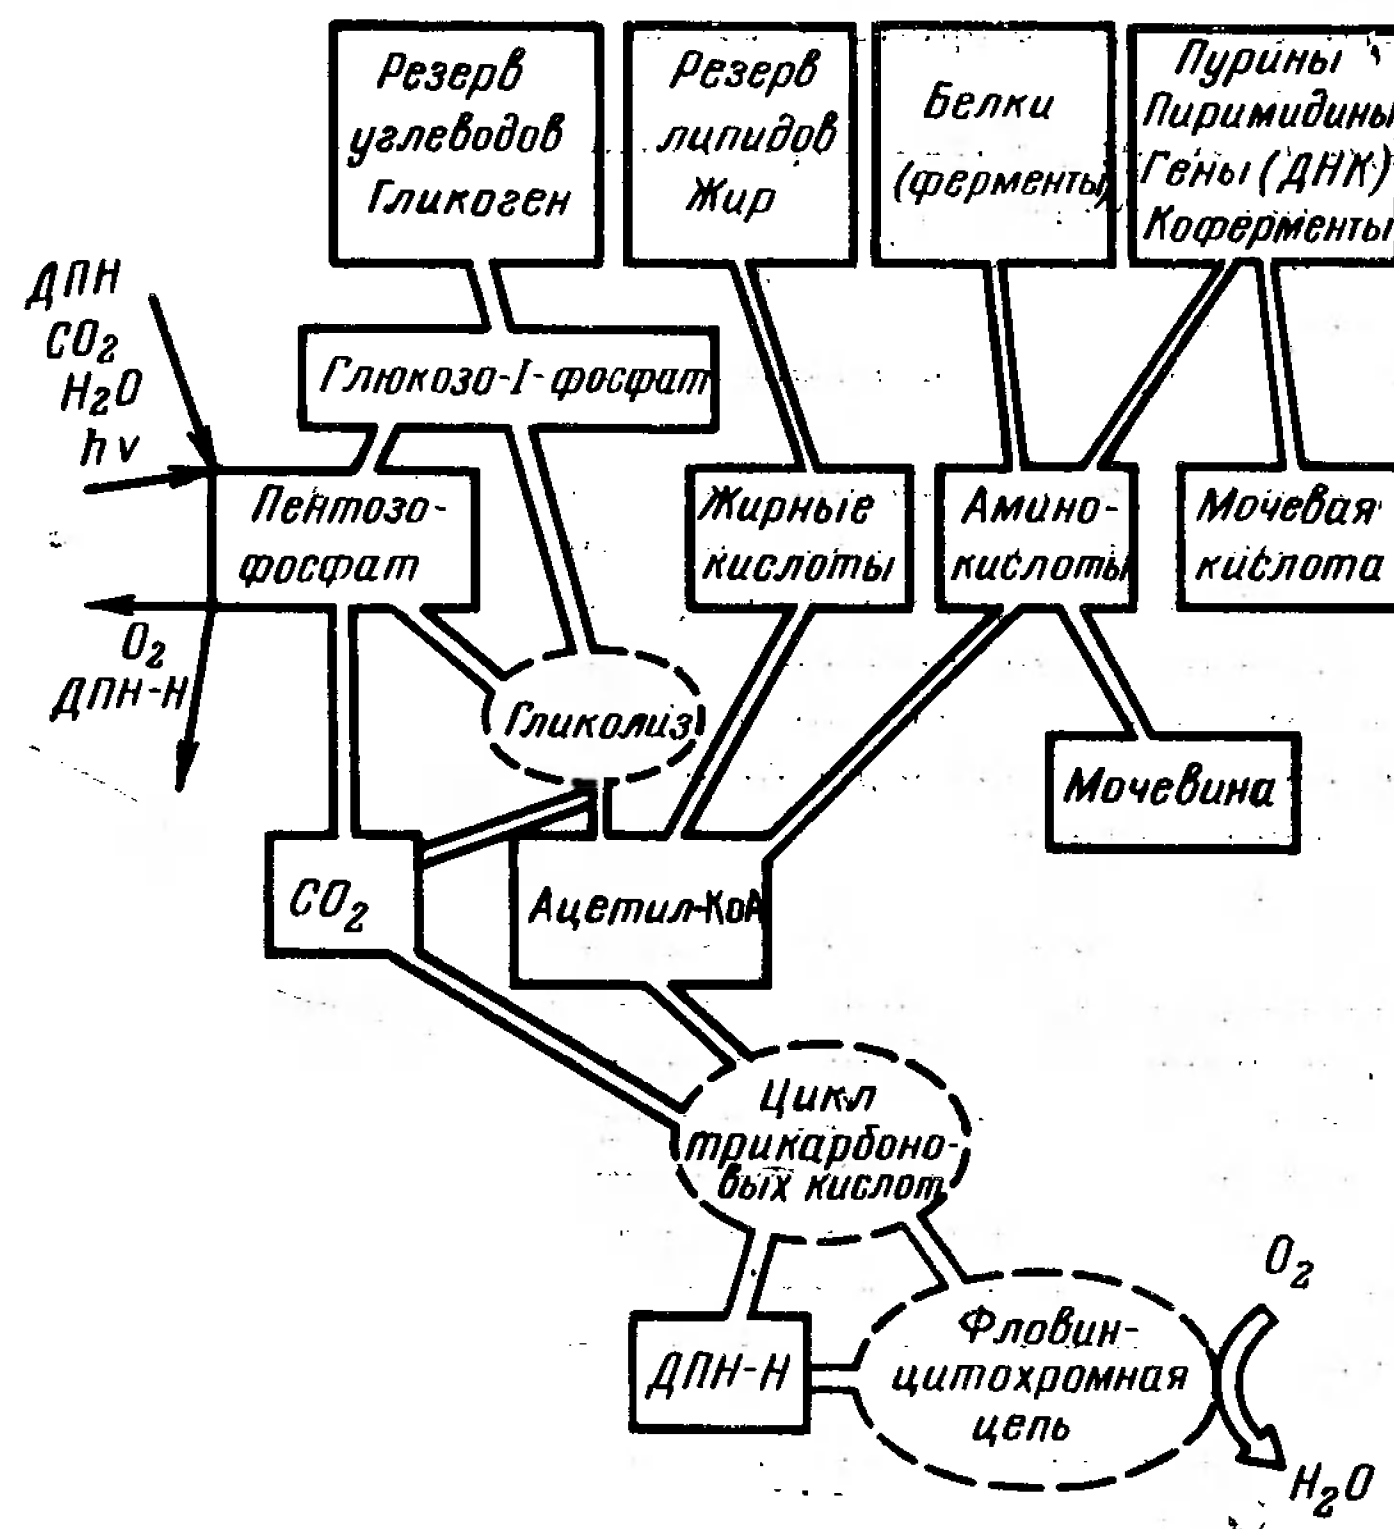 Резерв
углеводов
Гликоген
Резерв
липидов
Жир
Белки
(ферменты)
Пурины
Пиримидины
Гены (ДНК)
Коферменты
ДПН
CO2
H2O
hν
Глюкозо-I-фосфат
Пентозо-
фосфат
Жирные
кислоты
Амино-
кислоты
Мочевая
кислота
O2
ДПН-Н
Гликолиз
Мочевина
CO2
Ацетил-КоА
Цикл
трикарбоно-
вых кислот
ДПН-Н
Фловин-
цитохромная
цепь
O2
H2O